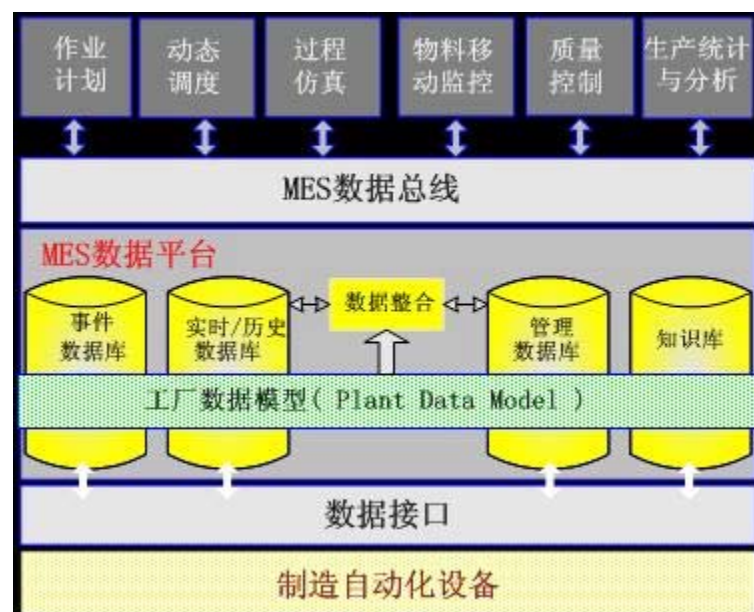 作业
计划
动态
调度
过程
仿真
物料移
动监控
质量
控制
生产统计
与分析
MES数据总线
MES数据平台
事件
数据库
实时/历史
数据库
数据整合
管理
数据库
知识库
工厂数据模型( Plant Data Model )
数据接口
制造自动化设备